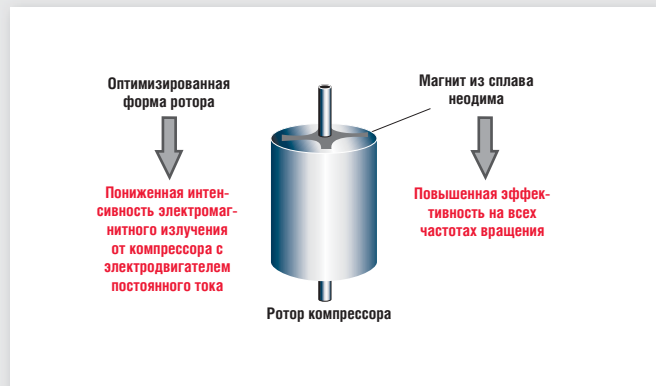 Оптимизированная
форма ротора
Магнит из сплава
неодима
Пониженная интен-
сивность электромаг-
нитного излучения
от компрессора с
электродвигателем
постоянного тока
Повышенная эффек-
тивность на всех
частотах вращения
Ротор компрессора